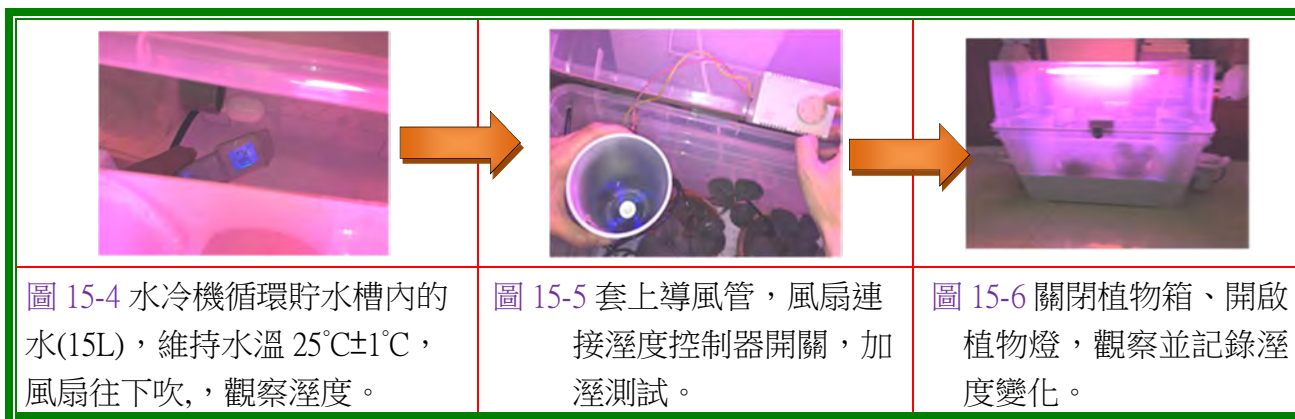 圖 15-4 水冷機循環貯水槽內的
水(15L)，維持水溫 25℃±1℃，
風扇往下吹,，觀察溼度。
圖 15-5 套上導風管，風扇連
接溼度控制器開關，加
溼測試。
圖 15-6 關閉植物箱、開啟
植物燈，觀察並記錄溼
度變化。